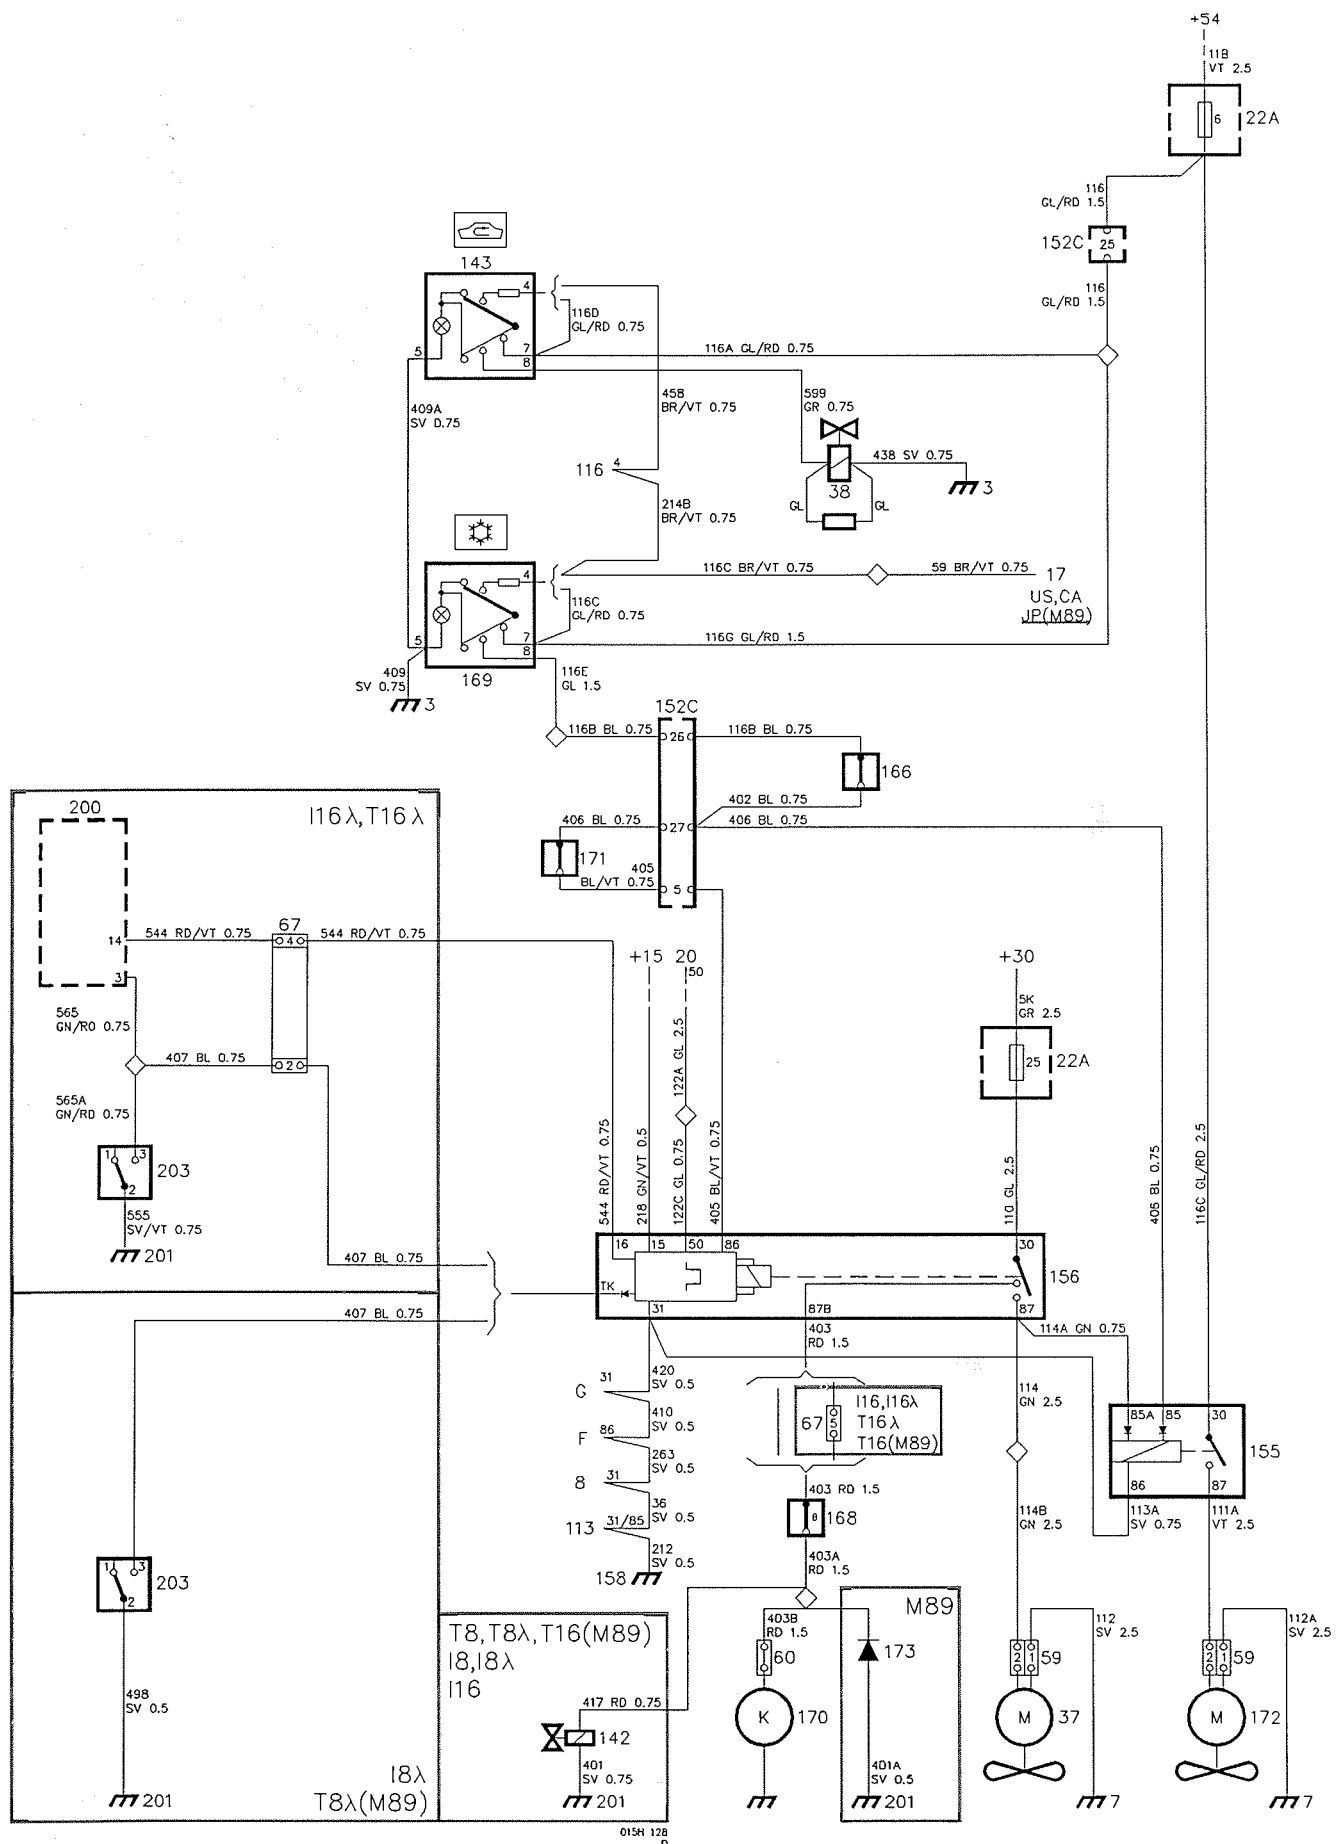 +54
11B
VT 2.5
6
22A
116
GL/RD 1.5
152C
25
116
GL/RD 1.5
143
4
116D
GL/RD 0.75
5
7
8
116A GL/RD 0.75
409A
SV 0.75
458
BR/VT 0.75
599
GR 0.75
438 SV 0.75
3
38
GL
GL
116
4
214B
BR/VT 0.75
116C BR/VT 0.75
59 BR/VT 0.75
17
US,CA
JP(M89)
4
116C
GL/RD 0.75
5
7
8
116G GL/RD 1.5
169
409
SV 0.75
3
116E
GL 1.5
152C
116B BL 0.75
26
116B BL 0.75
166
402 BL 0.75
406 BL 0.75
27
406 BL 0.75
171
405
BL/VT 0.75
5
200
I16λ,T16λ
14
544 RD/VT 0.75
67
4
544 RD/VT 0.75
3
565
GN/RD 0.75
407 BL 0.75
2
565A
GN/RD 0.75
1
3
2
203
555
SV/VT 0.75
201
407 BL 0.75
407 BL 0.75
+15
20
50
+30
5K
GR 2.5
25
22A
544 RD/VT 0.75
218 GN/VT 0.5
122A GL 2.5
122C GL 0.75
405 BL/VT 0.75
110 GL 2.5
406 BL 0.75
116C GL/RD 2.5
16
15
50
86
30
156
TK
31
87B
87
403
RD 1.5
114A GN 0.75
31
G
420
SV 0.5
410
SV 0.5
86
F
263
SV 0.5
31
8
36
SV 0.5
31/85
113
212
SV 0.5
158
67
5
I16,I16λ
T16λ
T16(M89)
403 RD 1.5
168
403A
RD 1.5
114
GN 2.5
114B
GN 2.5
85A
85
30
155
86
87
113A
SV 0.75
111A
VT 2.5
1
3
2
203
498
SV 0.5
201
I8λ
T8λ(M89)
T8,T8λ,T16(M89)
I8,I8λ
I16
417 RD 0.75
142
401
SV 0.75
201
403B
RD 1.5
60
K
170
M89
173
401A
SV 0.5
201
2
1
59
112
SV 2.5
M
37
7
2
1
59
112A
SV 2.5
M
172
7
015H 128